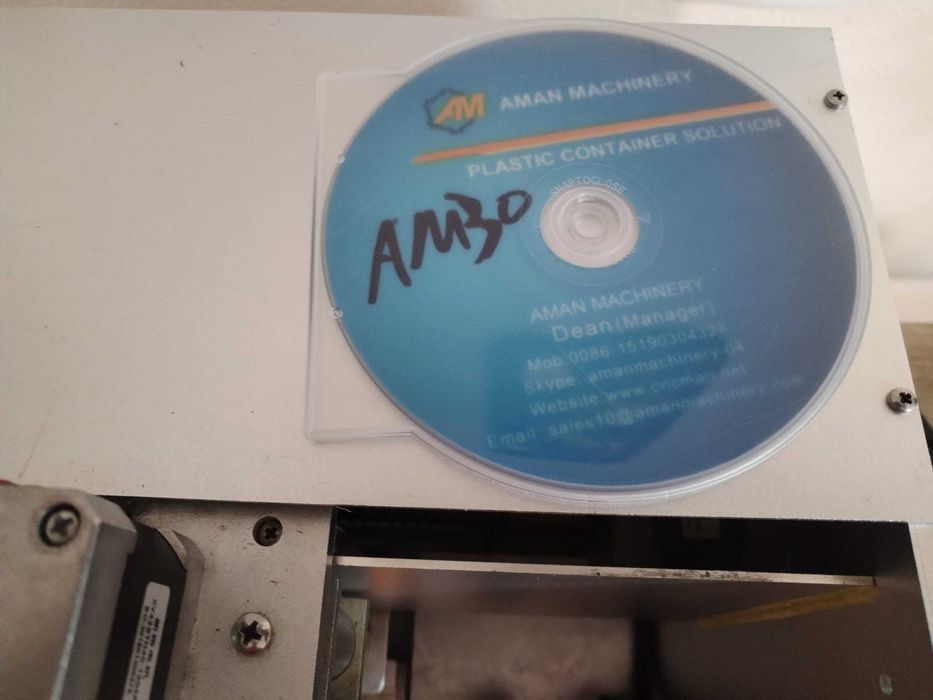 AM AMAN MACHINERY
PLASTIC CONTAINER SOLUTION
SNAPTOCLOSE
AM30
AMAN MACHINERY
Dean(Manager)
Mob 0086-15190304327
Skype amanmachinery
Website www.cncman.net
Email sales10@amanmachinery.com